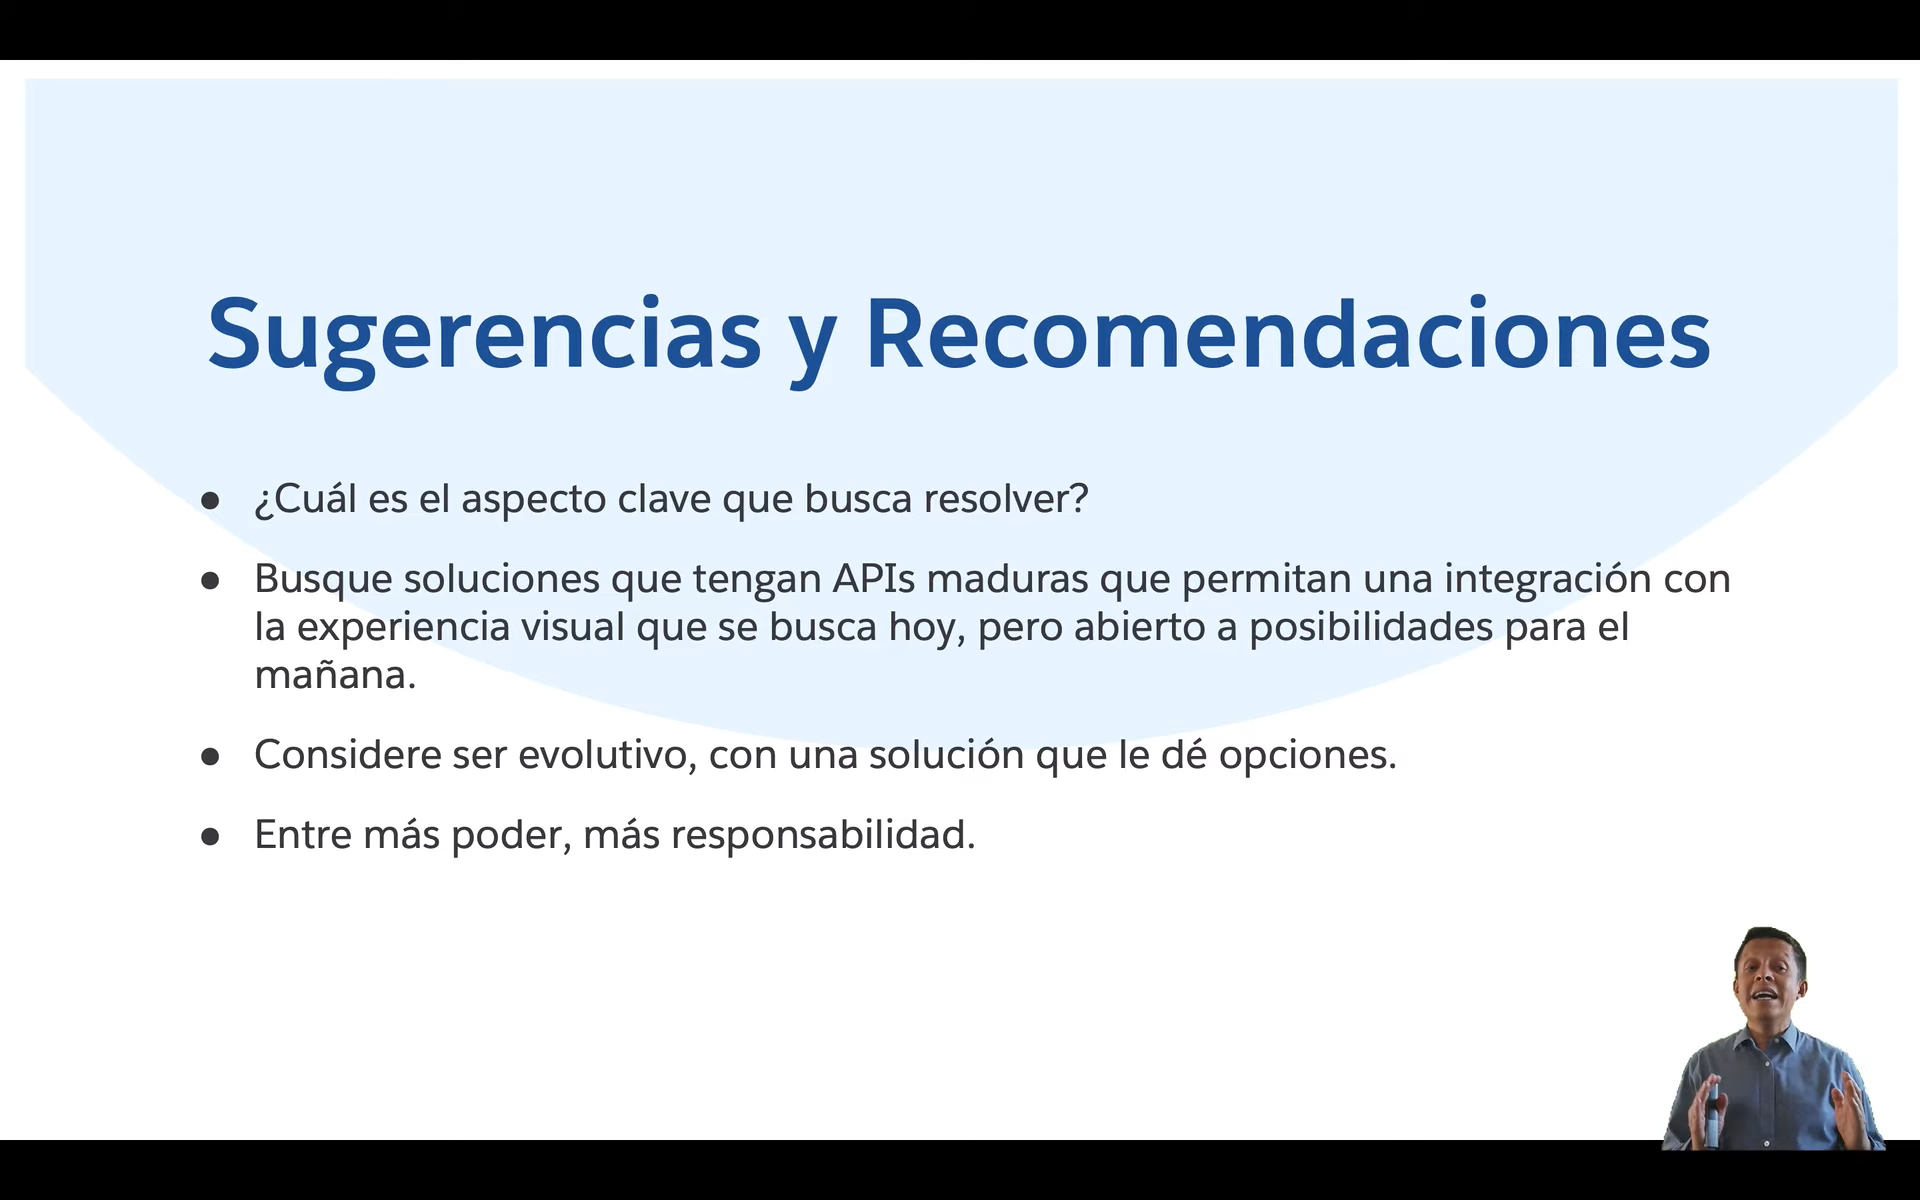 Sugerencias y Recomendaciones
● ¿Cuál es el aspecto clave que busca resolver?
● Busque soluciones que tengan APIs maduras que permitan una integración con
la experiencia visual que se busca hoy, pero abierto a posibilidades para el
mañana.
● Considere ser evolutivo, con una solución que le dé opciones.
● Entre más poder, más responsabilidad.